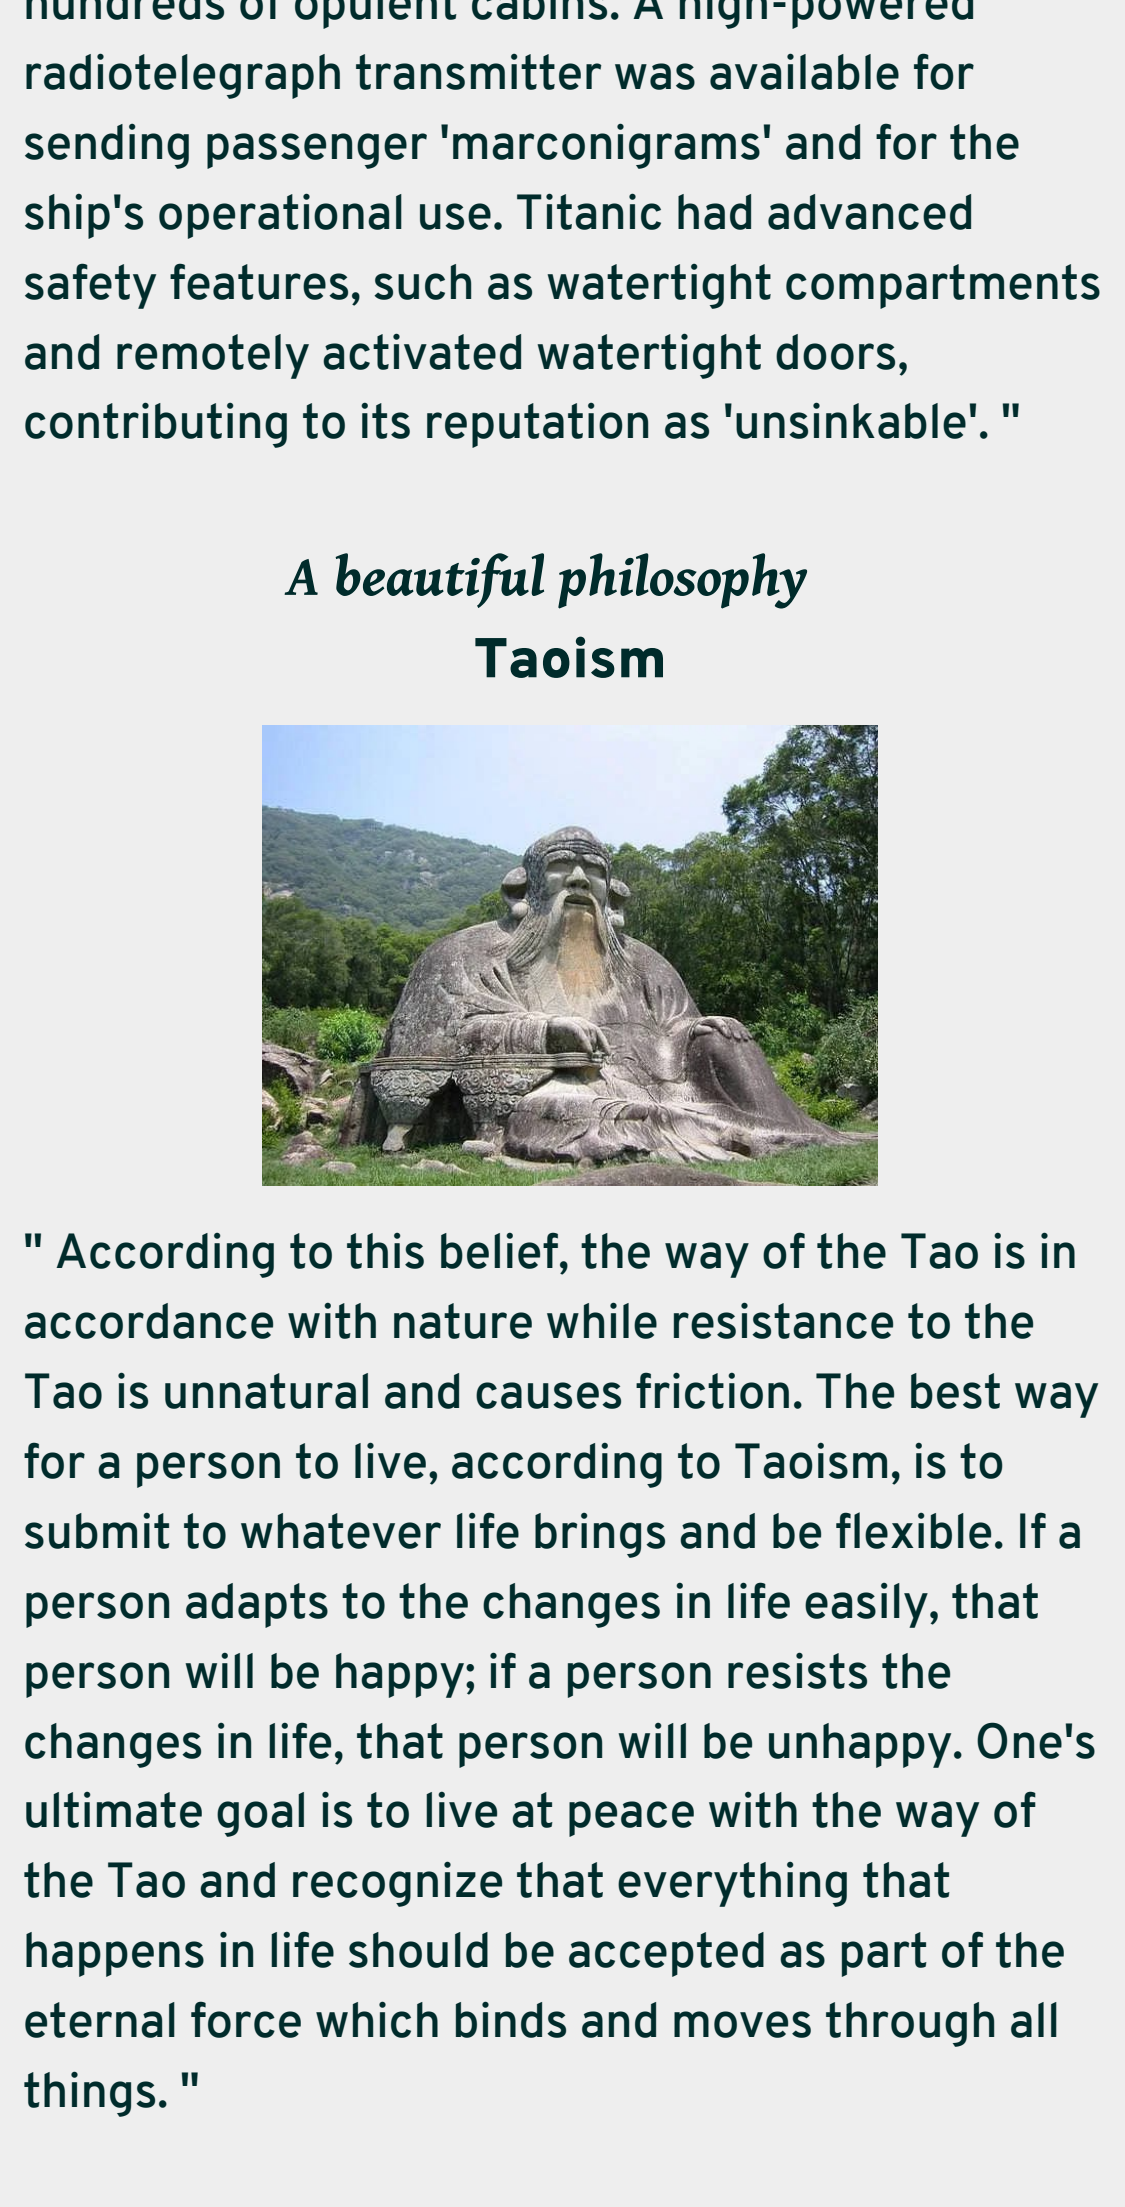 hundreds of opulent cabins. A high-powered
radiotelegraph transmitter was available for
sending passenger 'marconigrams' and for the
ship's operational use. Titanic had advanced
safety features, such as watertight compartments
and remotely activated watertight doors,
contributing to its reputation as 'unsinkable'. "
A beautiful philosophy
Taoism
" According to this belief, the way of the Tao is in
accordance with nature while resistance to the
Tao is unnatural and causes friction. The best way
for a person to live, according to Taoism, is to
submit to whatever life brings and be flexible. If a
person adapts to the changes in life easily, that
person will be happy; if a person resists the
changes in life, that person will be unhappy. One's
ultimate goal is to live at peace with the way of
the Tao and recognize that everything that
happens in life should be accepted as part of the
eternal force which binds and moves through all
things. "